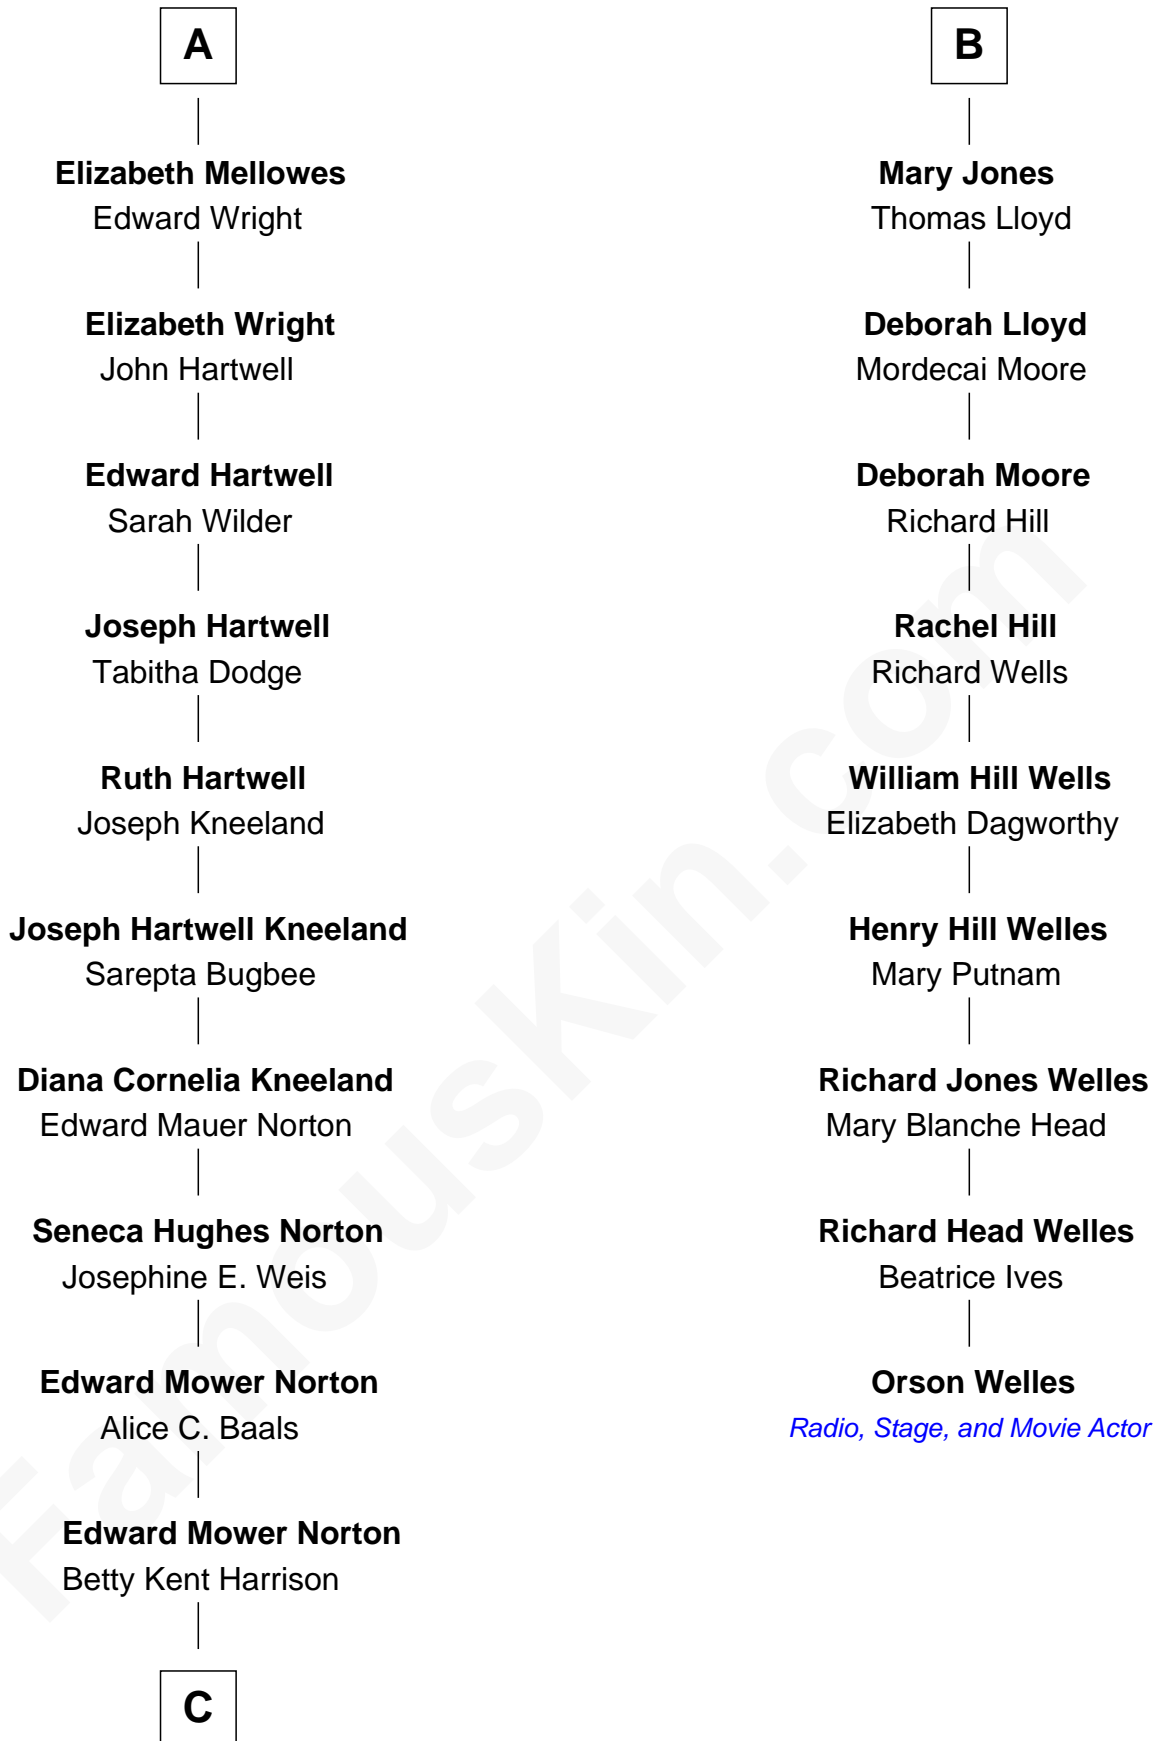 A
Elizabeth Mellowes
Edward Wright
Elizabeth Wright
John Hartwell
Edward Hartwell
Sarah Wilder
Joseph Hartwell
Tabitha Dodge
Ruth Hartwell
Joseph Kneeland
Joseph Hartwell Kneeland
Sarepta Bugbee
Diana Cornelia Kneeland
Edward Mauer Norton
Seneca Hughes Norton
Josephine E. Weis
Edward Mower Norton
Alice C. Baals
Edward Mower Norton
Betty Kent Harrison
C
B
Mary Jones
Thomas Lloyd
Deborah Lloyd
Mordecai Moore
Deborah Moore
Richard Hill
Rachel Hill
Richard Wells
William Hill Wells
Elizabeth Dagworthy
Henry Hill Welles
Mary Putnam
Richard Jones Welles
Mary Blanche Head
Richard Head Welles
Beatrice Ives
Orson Welles
Radio, Stage, and Movie Actor
FamousKin.com